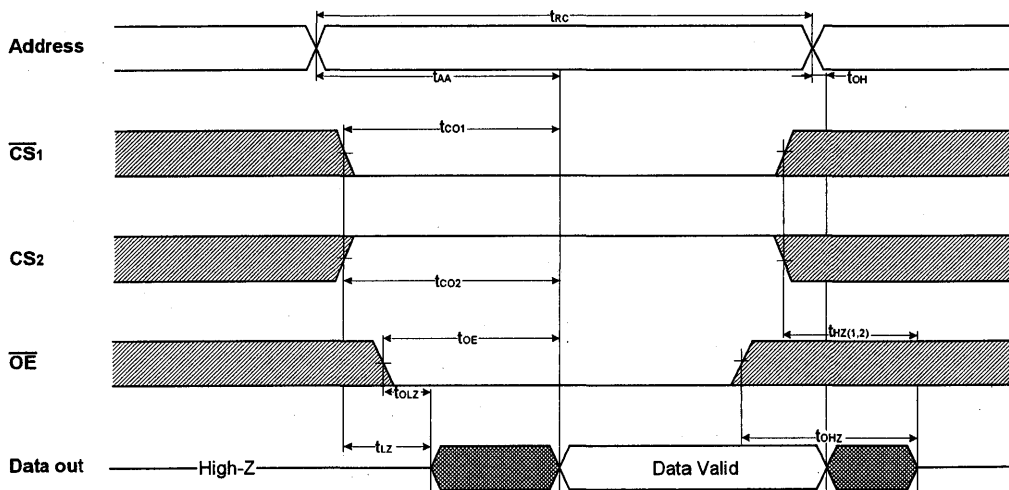 tRC
Address
tAA
tOH
tCO1
CS1
CS2
tCO2
tHZ(1,2)
tOE
OE
tOLZ
tLZ
tOHZ
Data out
High-Z
Data Valid